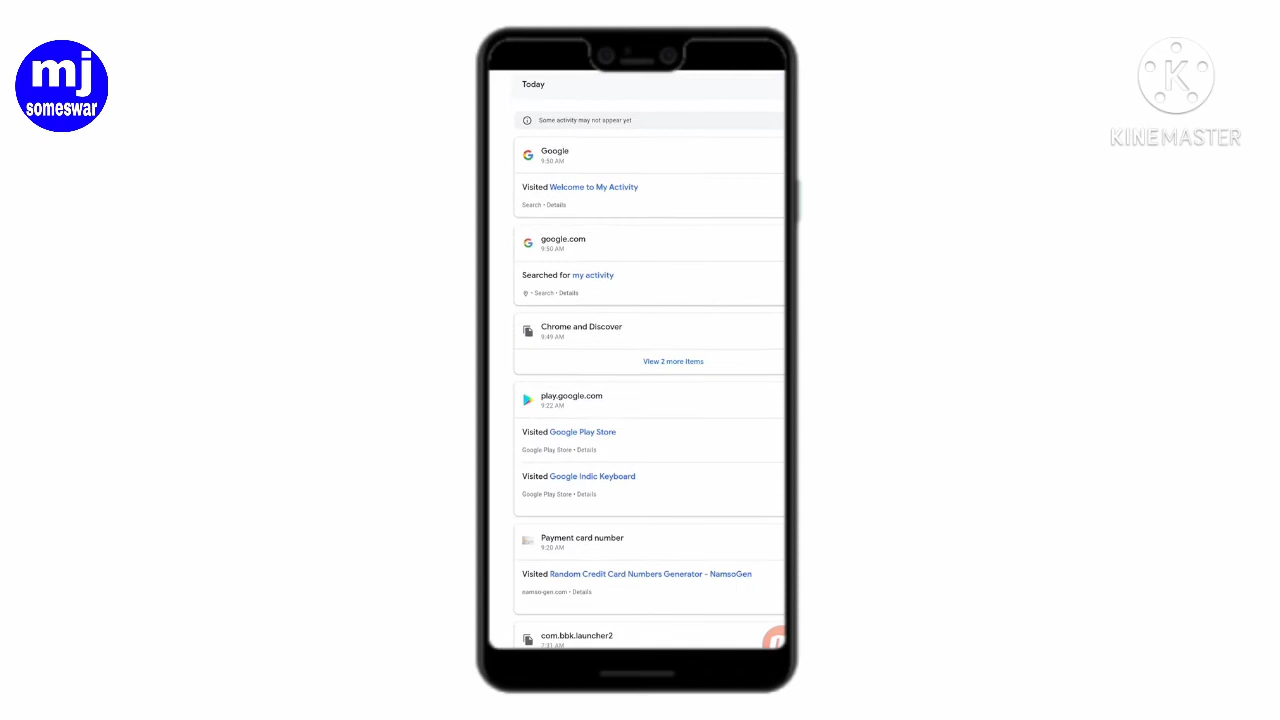 mj
someswar
K
KINEMASTER
Today
Some activity may not appear yet
Google
9:50 AM
Visited Welcome to My Activity
Search • Details
google.com
9:50 AM
Searched for my activity
• Search • Details
Chrome and Discover
9:49 AM
View 2 more items
play.google.com
9:22 AM
Visited Google Play Store
Google Play Store • Details
Visited Google Indic Keyboard
Google Play Store • Details
Payment card number
9:20 AM
Visited Random Credit Card Numbers Generator - NamsoGen
namso-gen.com • Details
com.bbk.launcher2
7:31 AM